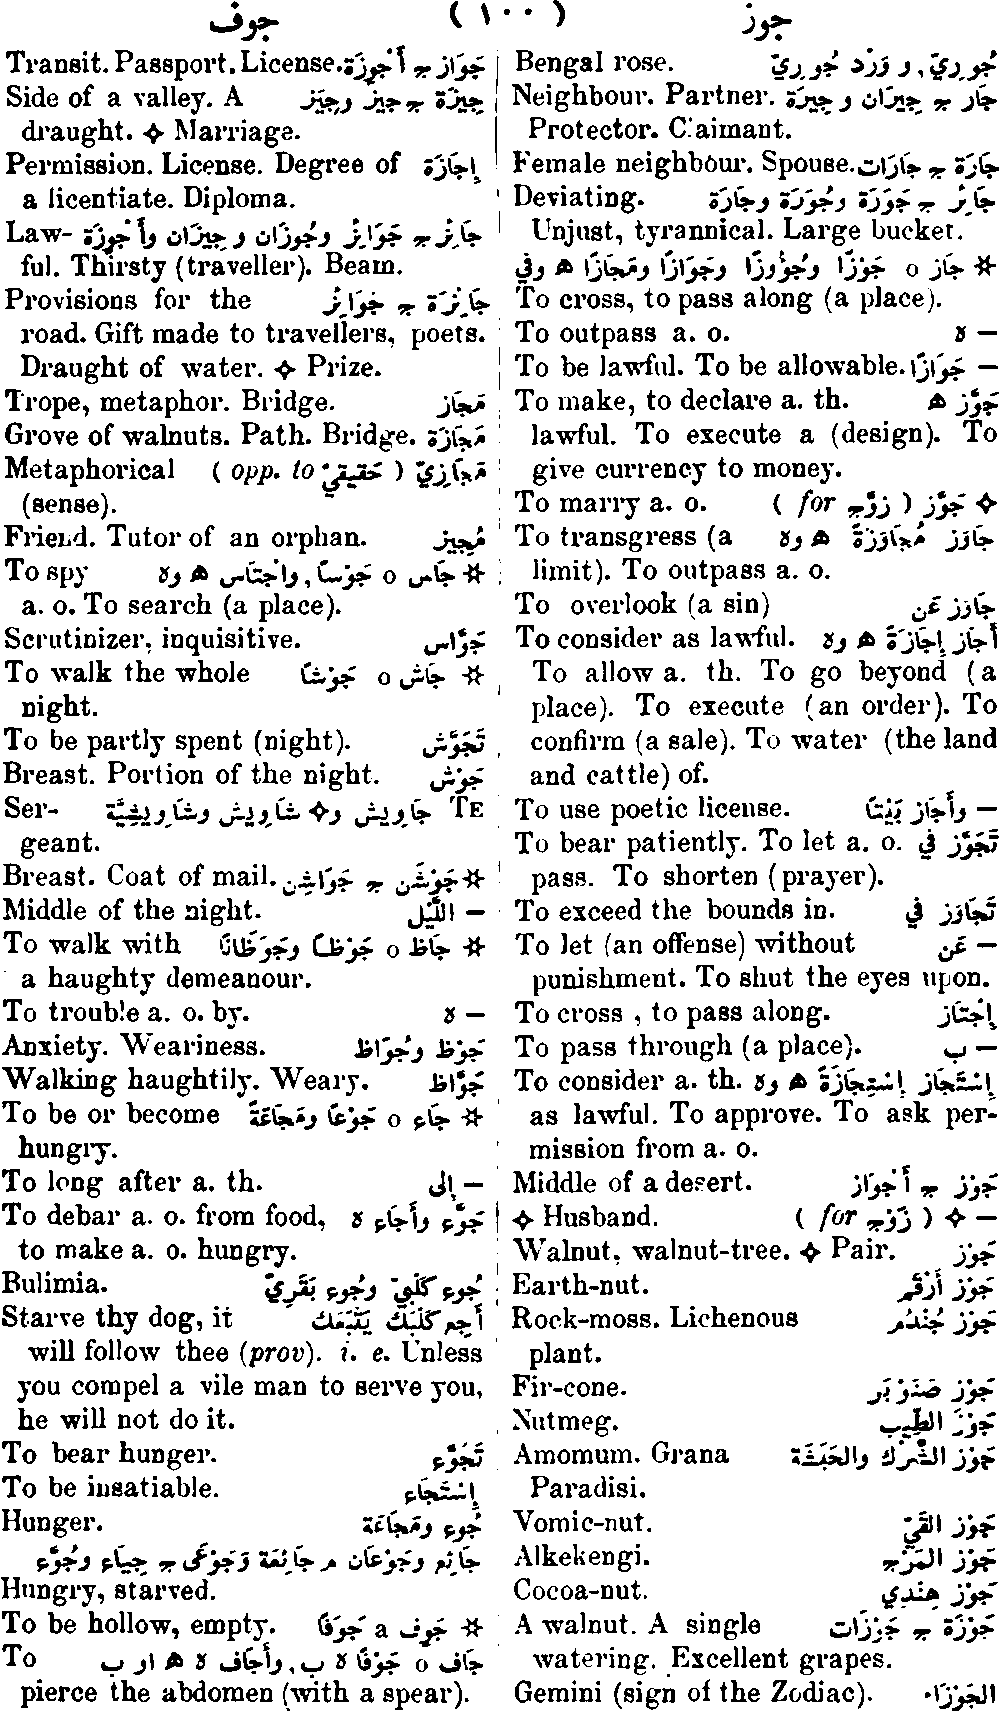 جوف ( ١٠٠ ) جوز
Bengal rose. جُورِيّ, و وَرْد جُورِيّ
Neighbour. Partner. جَار ج جِيرَان وجِيرَة
Protector. Claimant.
Female neighbour. Spouse. جَارَة ج جَارَات
Deviating. جَائِر ج جَوَرَة وجُوَرَة وجَارَة
Unjust, tyrannical. Large bucket.
☆ جَاز o جَوْزًا وجُؤُوزًا وجَوَازًا ومَجَازًا ه وفي
To cross, to pass along (a place).
To outpass a. o. — ه
To be lawful. To be allowable. — جَوَازًا
To make, to declare a. th. جَوَّز ه
lawful. To execute a (design). To
give currency to money.
To marry a. o. ( for زوَّج ) جَوَّز ✧
To transgress (a جَاوَز مُجَاوَزَةً ه وه
limit). To outpass a. o.
To overlook (a sin) جَاوَز عَن
To consider as lawful. أَجَاز إِجَازَةً ه وه
To allow a. th. To go beyond (a
place). To execute (an order). To
confirm (a sale). To water (the land
and cattle) of.
To use poetic license. — وأَجَاز بَيْتًا
To bear patiently. To let a. o. تَجَوَّز في
pass. To shorten (prayer).
To exceed the bounds in. تَجَاوَز في
To let (an offense) without — عَن
punishment. To shut the eyes upon.
To cross , to pass along. إِجْتَاز
To pass through (a place). — ب
To consider a. th. إِسْتَجَاز إِسْتِجَازَةً ه وه
as lawful. To approve. To ask per-
mission from a. o.
Middle of a desert. جَوْز ج أَجْوَاز
✧ Husband. ( for زَوْج ) ✧ —
Walnut, walnut-tree. ✧ Pair. جَوْز
Earth-nut. جَوْز أَرْقَم
Rock-moss. Lichenous جَوْز جُنْدُم
plant.
Fir-cone. جَوْز صَنَوْبَر
Nutmeg. جَوْز الطِّيب
Amomum. Grana جَوْز الشَّرْك والحَبَشَة
Paradisi.
Vomic-nut. جَوْز القَيّ
Alkekengi. جَوْز المَرْج
Cocoa-nut. جَوْز هِنْدِي
A walnut. A single جَوْزَة ج جَوْزَات
watering. Excellent grapes.
Gemini (sign of the Zodiac). الجَوْزَاء
Transit. Passport. License. جَوَاز ج أَجْوِزَة
Side of a valley. A جِيزَة ج جِيز وجِيَز
draught. ✧ Marriage.
Permission. License. Degree of إِجَازَة
a licentiate. Diploma.
Law- جَائِز ج جَوَائِز وجُوزَان وجِيزَان وأَجْوِزَة
ful. Thirsty (traveller). Beam.
Provisions for the جَائِزَة ج جَوَائِز
road. Gift made to travellers, poets.
Draught of water. ✧ Prize.
Trope, metaphor. Bridge. مَجَاز
Grove of walnuts. Path. Bridge. مَجَازَة
Metaphorical ( opp. to حَقِيقِيّ ) مَجَازِيّ
(sense).
Friend. Tutor of an orphan. مُجِيز
To spy ☆ جَاس o جَوْسًا, واجْتَاس ه وه
a. o. To search (a place).
Scrutinizer, inquisitive. جَوَّاس
To walk the whole ☆ جَاش o جَوْشًا
night.
To be partly spent (night). تَجَوَّش
Breast. Portion of the night. جَوْش
Ser- TE جَاوِيش و✧ شَاوِيش وشَاوِيشِيَّة
geant.
Breast. Coat of mail. ☆ جَوْشَن ج جَوَاشِن
Middle of the night. — اللَّيْل
To walk with ☆ جَاظ o جَوْظًا وجَوَظَانًا
a haughty demeanour.
To trouble a. o. by. — ه
Anxiety. Weariness. جَوْظ وجُوَاظ
Walking haughtily. Weary. جَوَّاظ
To be or become ☆ جَاع o جَوْعًا ومَجَاعَةً
hungry.
To long after a. th. — إِلى
To debar a. o. from food, جَوَّع وأَجَاع ه
to make a. o. hungry.
Bulimia. جُوع كَلْبِيّ وجُوع بَقَرِيّ
Starve thy dog, it أَجِع كَلْبَكَ يَتْبَعْكَ
will follow thee (prov). i. e. Unless
you compel a vile man to serve you,
he will not do it.
To bear hunger. تَجَوَّع
To be insatiable. إِسْتَجَاع
Hunger. جُوع ومَجَاعَة
جَائِع وجَوْعَان م جَائِعَة وَجَوْعَى ج جِيَاع وجُوَّع
Hungry, starved.
To be hollow, empty. ☆ جَوِف a جَوَفًا
To جَاف o جَوْفًا ه ب, وأَجَاف ه ه او ب
pierce the abdomen (with a spear).